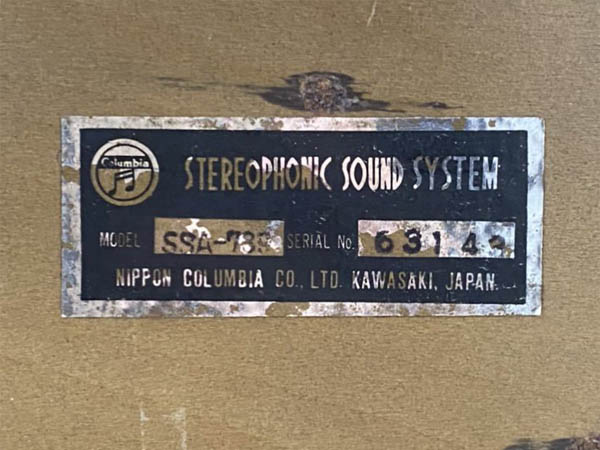 Columbia
STEREOPHONIC SOUND SYSTEM
MODEL SERIAL No.
NIPPON COLUMBIA CO., LTD. KAWASAKI, JAPAN.